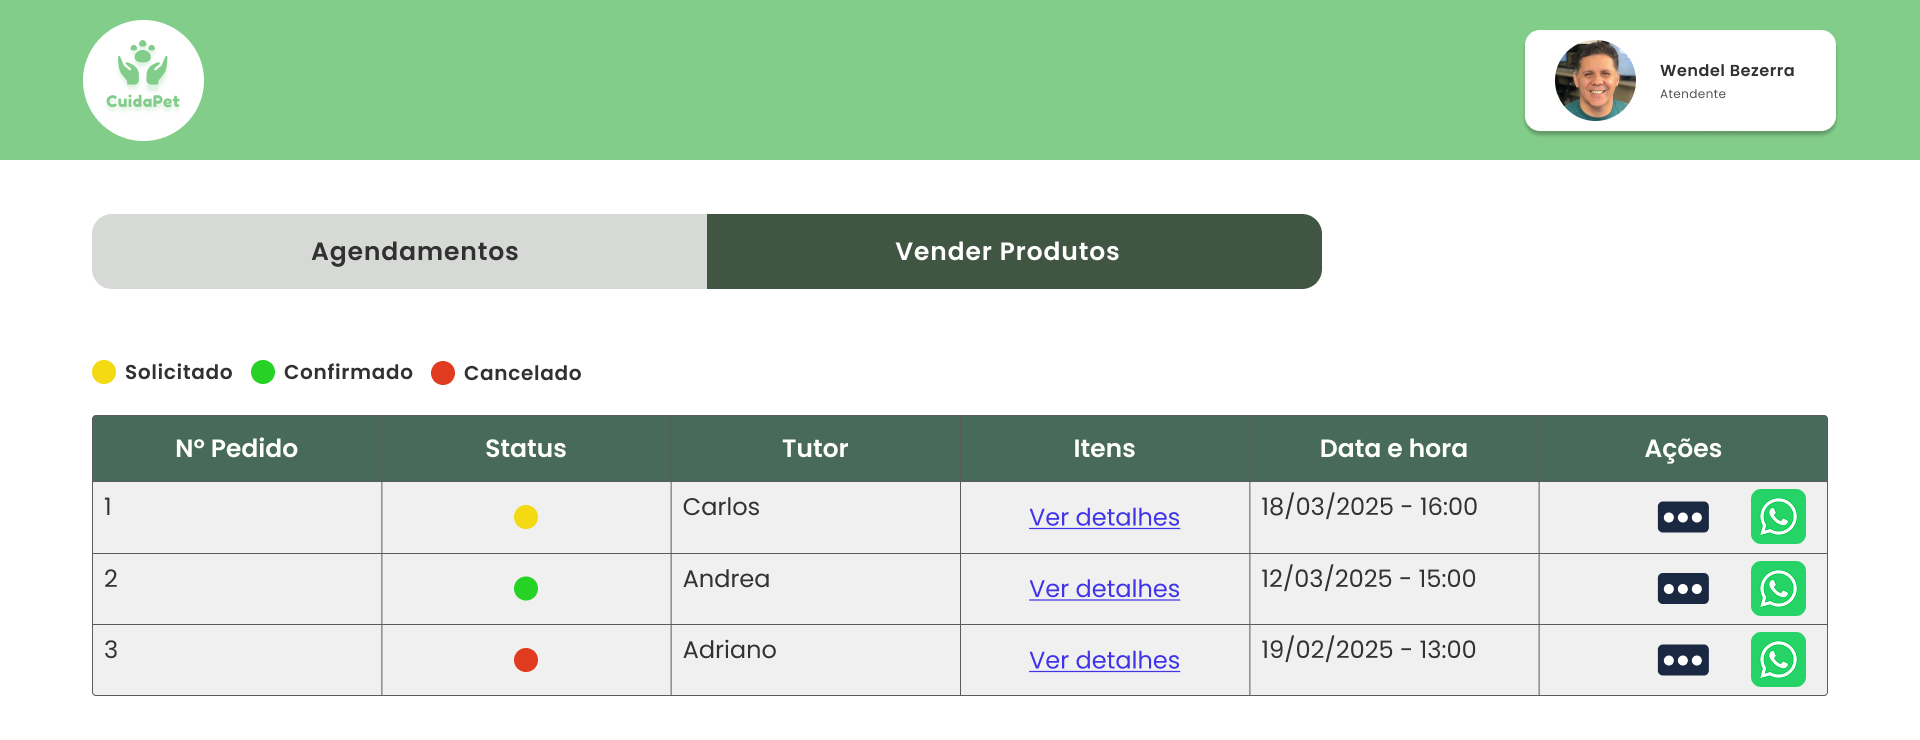 CuidaPet
Wendel Bezerra
Atendente
Agendamentos Vender Produtos
Solicitado Confirmado Cancelado
Nº Pedido Status Tutor Itens Data e hora Ações
1 Carlos Ver detalhes 18/03/2025 - 16:00
2 Andrea Ver detalhes 12/03/2025 - 15:00
3 Adriano Ver detalhes 19/02/2025 - 13:00